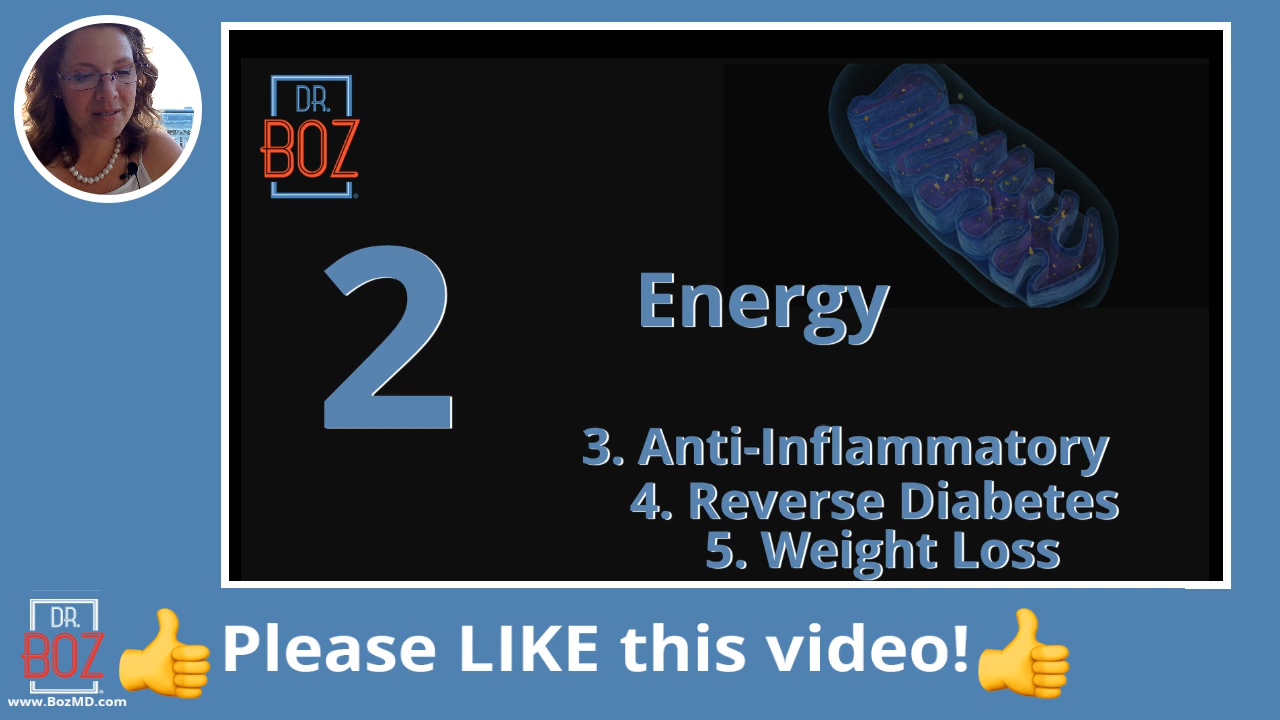 DR.
BOZ
2
Energy
3. Anti-Inflammatory
4. Reverse Diabetes
5. Weight Loss
DR.
BOZ
Please LIKE this video!
www.BozMD.com